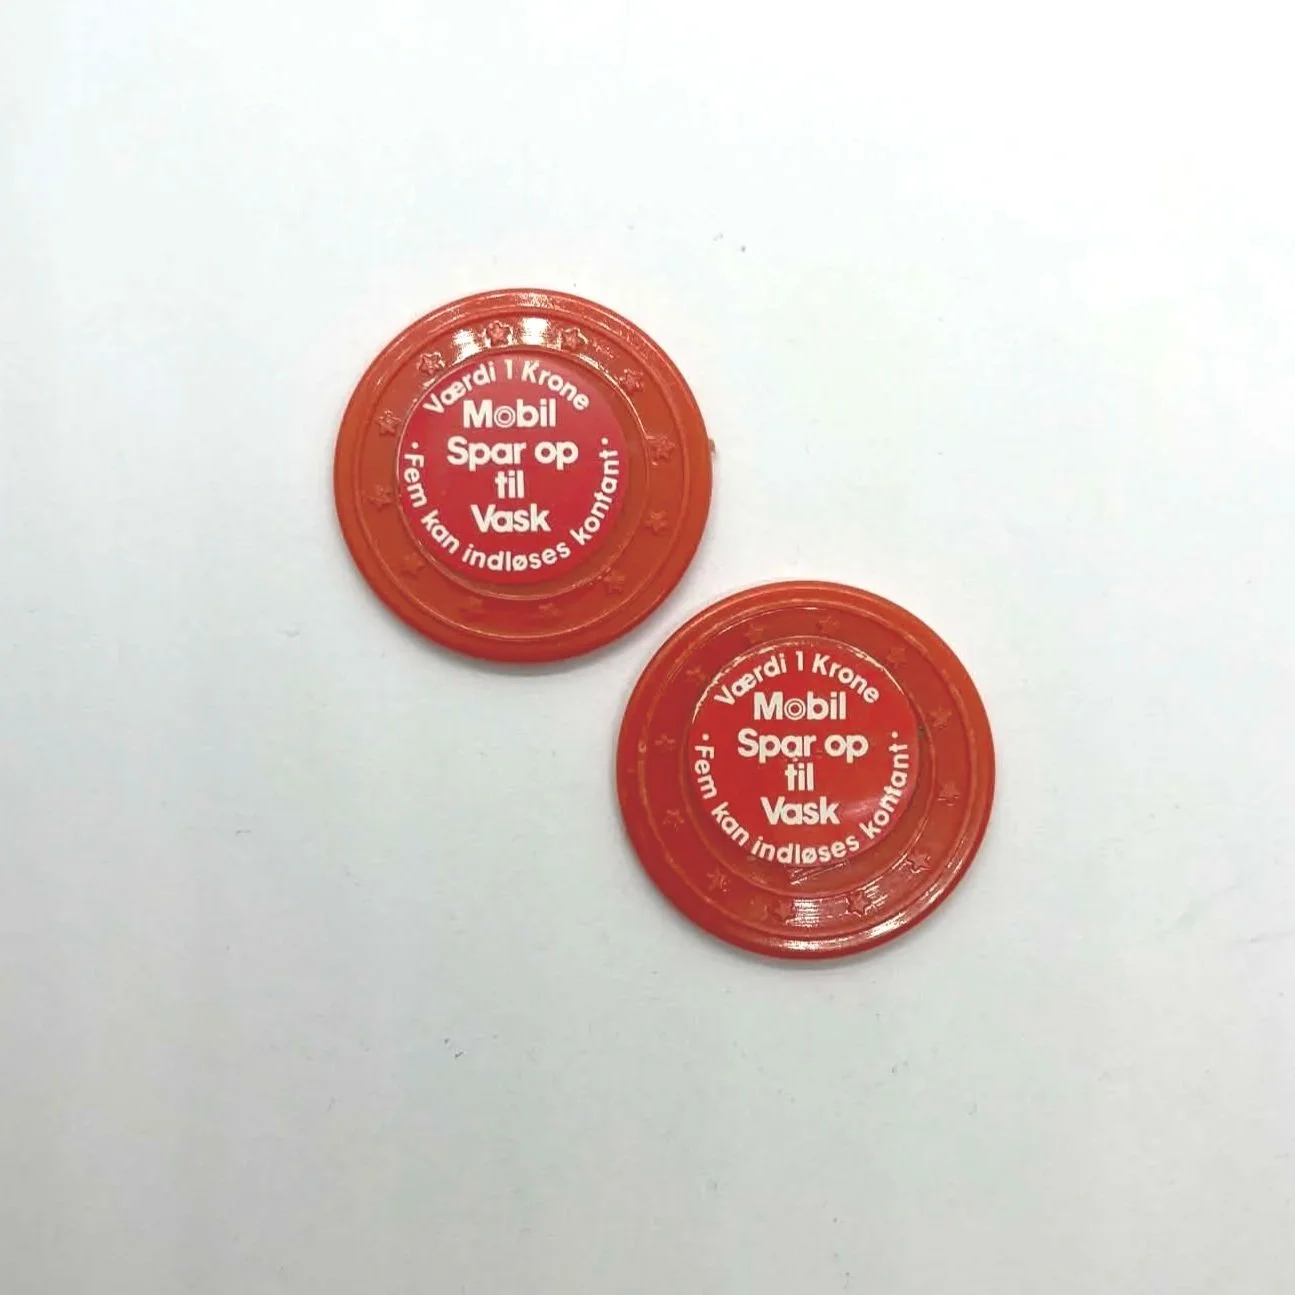 Værdi 1 Krone
Mobil
Spar op
til
Vask
· Fem kan indløses kontant ·
Værdi 1 Krone
Mobil
Spar op
til
Vask
· Fem kan indløses kontant ·